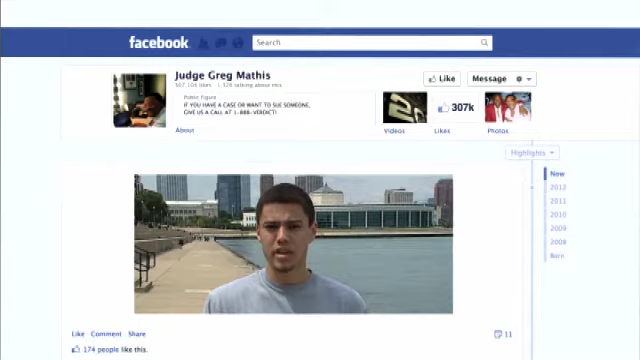 facebook
Search
Judge Greg Mathis
Like
Message
Public Figure
IF YOU HAVE A CASE OR WANT TO SUE SOMEONE,
GIVE US A CALL AT 1-888-VERDICT!
307k
About
Videos
Likes
Photos
Highlights
Now
2012
2011
2010
2009
2008
Born
Like Comment Share
11
174 people like this.